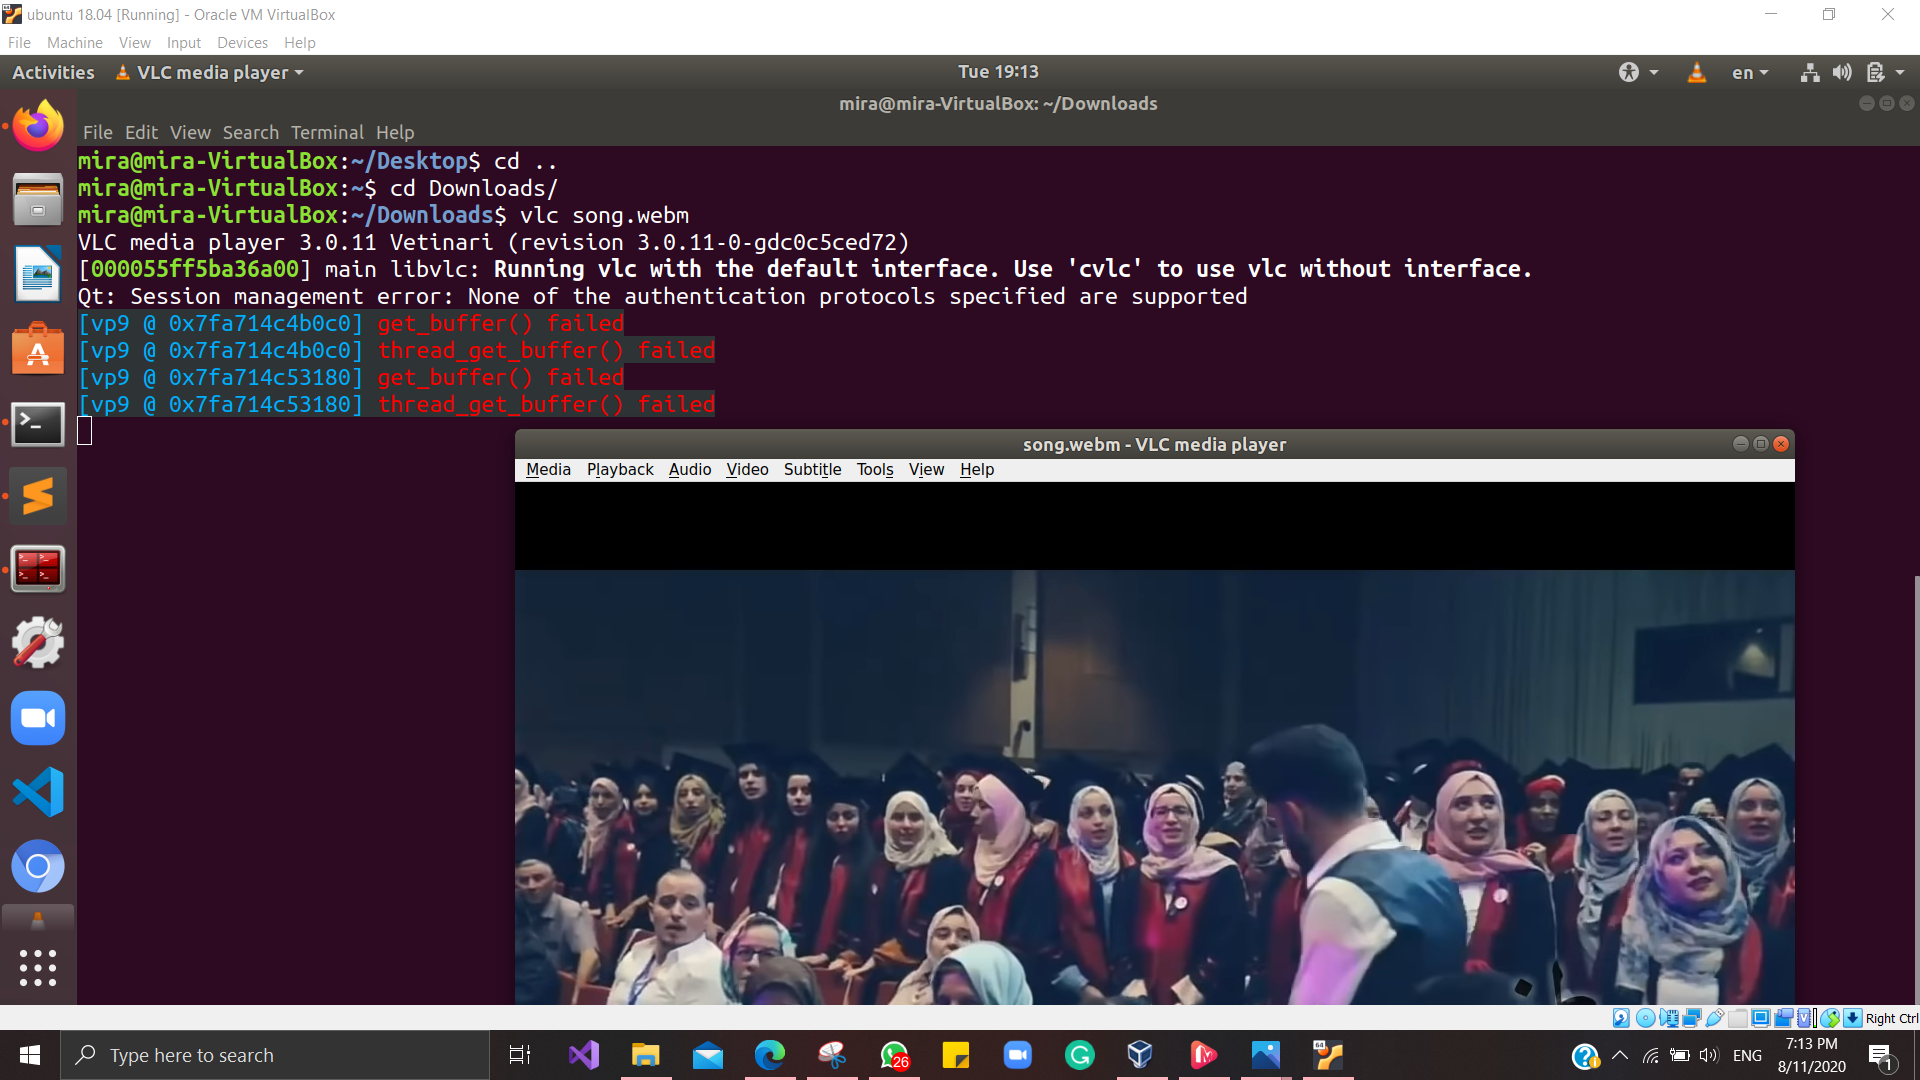 ubuntu 18.04 [Running] - Oracle VM VirtualBox
File Machine View Input Devices Help
Activities VLC media player Tue 19:13 en
mira@mira-VirtualBox: ~/Downloads
File Edit View Search Terminal Help
mira@mira-VirtualBox:~/Desktop$ cd ..
mira@mira-VirtualBox:~$ cd Downloads/
mira@mira-VirtualBox:~/Downloads$ vlc song.webm
VLC media player 3.0.11 Vetinari (revision 3.0.11-0-gdc0c5ced72)
[000055ff5ba36a00] main libvlc: Running vlc with the default interface. Use 'cvlc' to use vlc without interface.
Qt: Session management error: None of the authentication protocols specified are supported
[vp9 @ 0x7fa714c4b0c0] get_buffer() failed
[vp9 @ 0x7fa714c4b0c0] thread_get_buffer() failed
[vp9 @ 0x7fa714c53180] get_buffer() failed
[vp9 @ 0x7fa714c53180] thread_get_buffer() failed
song.webm - VLC media player
Media Playback Audio Video Subtitle Tools View Help
Right Ctrl
Type here to search
26
64
ENG
7:13 PM
8/11/2020
1